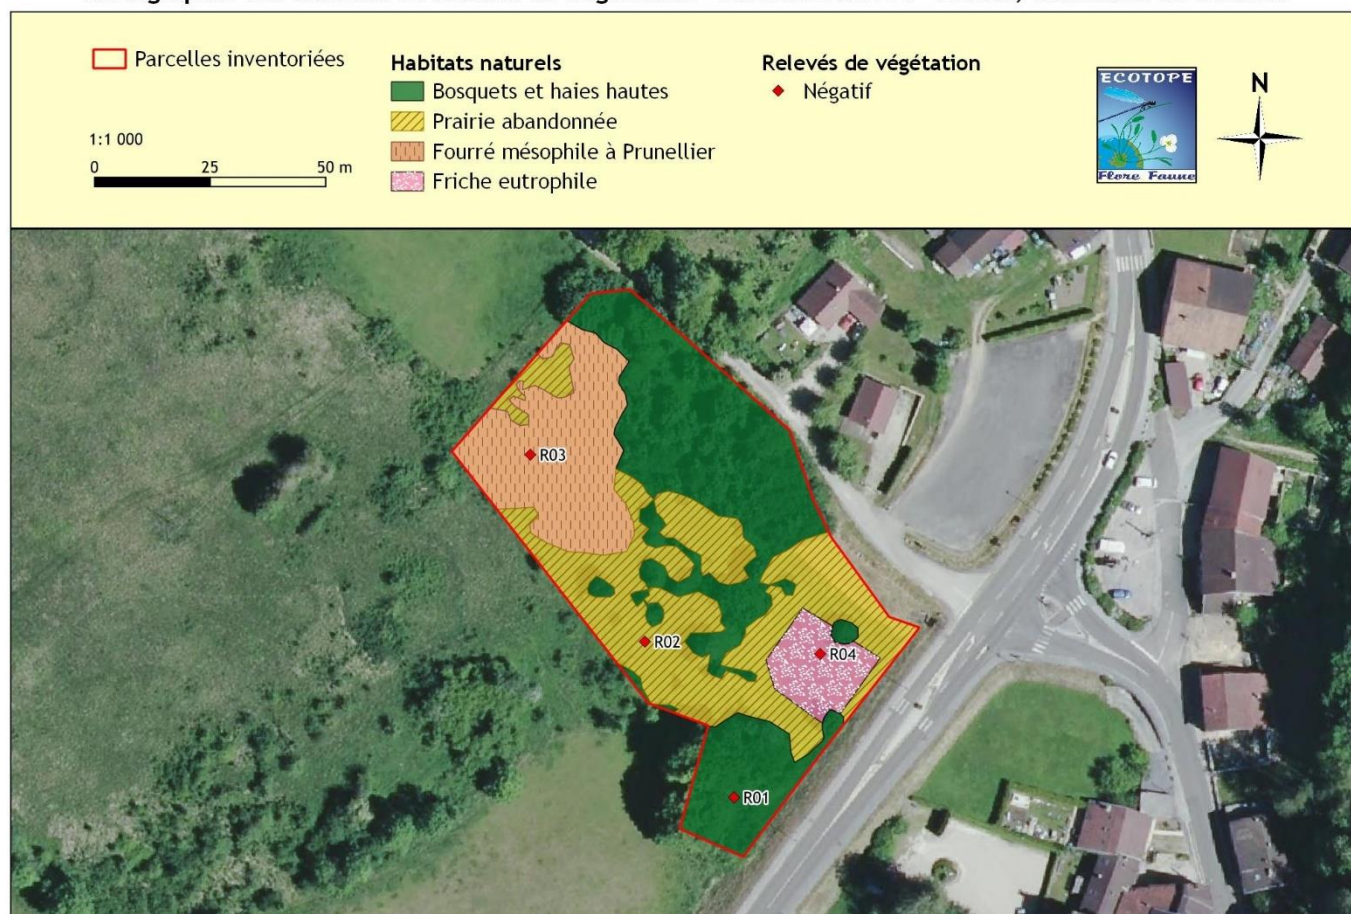 Parcelles inventoriées
1:1 000
0 25 50 m
Habitats naturels
Bosquets et haies hautes
Prairie abandonnée
Fourré mésophile à Prunellier
Friche eutrophile
Relevés de végétation
Négatif
ECOTOPE
Flore Faune
N
R03
R02
R04
R01